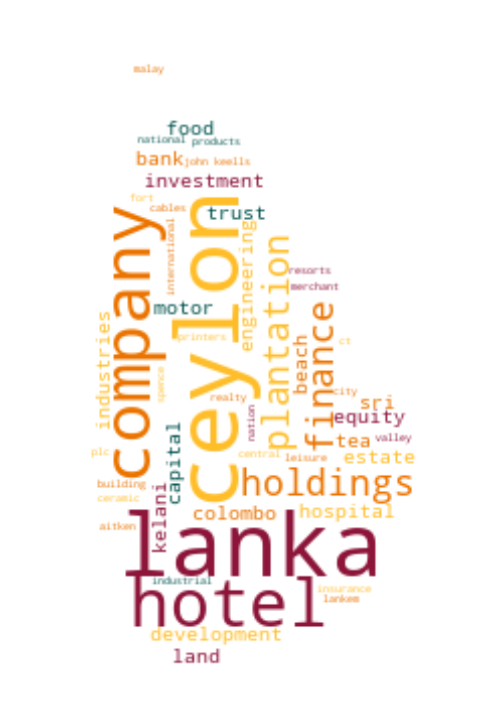 malay
food
national products
bank john keells
investment
fort
cables
trust
company
ceylon
international
engineering
plantation
resorts
merchant
motor
industries
printers
finance
beach
ct
spence
realty
city
sri
nation
equity
capital
tea
valley
plc
central
leisure
estate
building
holdings
ceramic
kelani
colombo
hospital
aitken
lanka
industrial
hotel
insurance
lankem
development
land